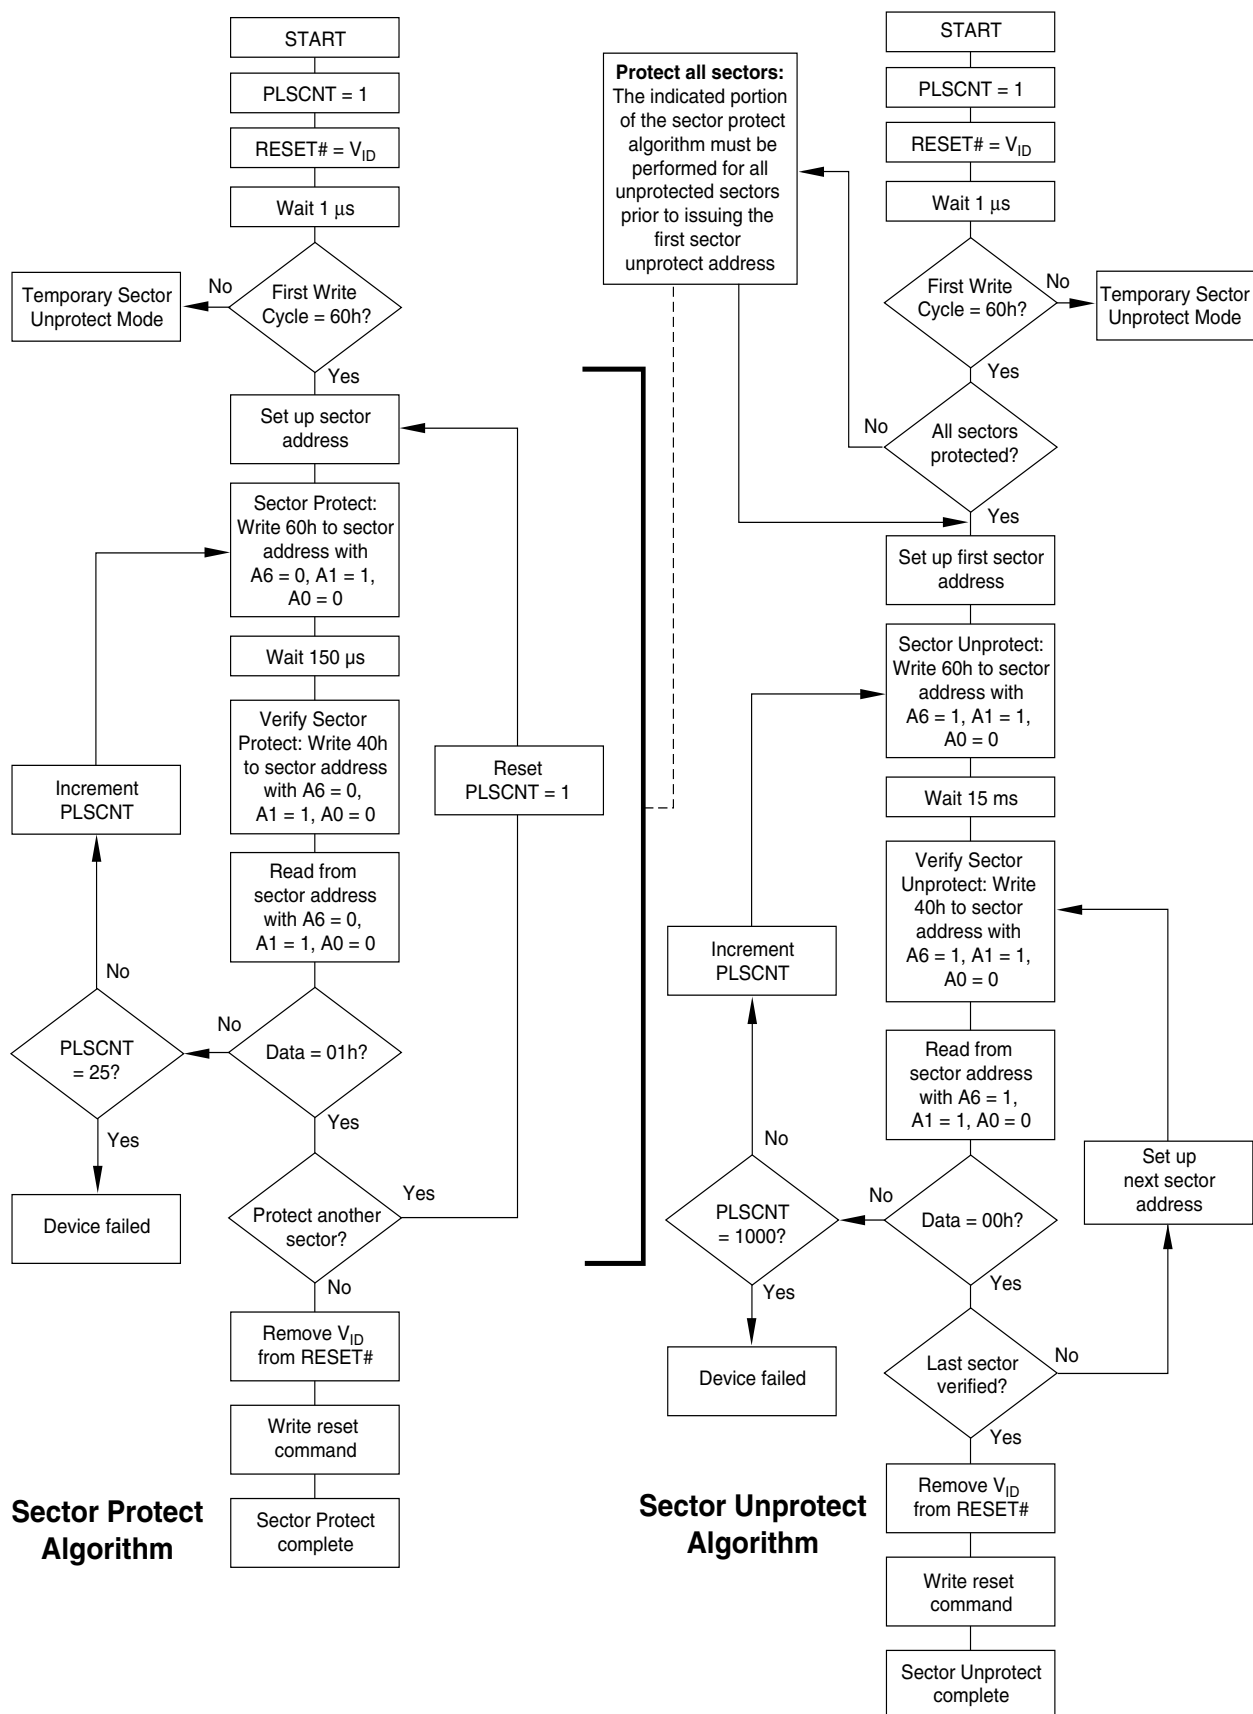 START
PLSCNT = 1
RESET# = VID
Wait 1 μs
First Write
Cycle = 60h?
No
Temporary Sector
Unprotect Mode
Yes
Set up sector
address
Sector Protect:
Write 60h to sector
address with
A6 = 0, A1 = 1,
A0 = 0
Wait 150 µs
Verify Sector
Protect: Write 40h
to sector address
with A6 = 0,
A1 = 1, A0 = 0
Increment
PLSCNT
Reset
PLSCNT = 1
Read from
sector address
with A6 = 0,
A1 = 1, A0 = 0
No
PLSCNT
= 25?
No
Data = 01h?
Yes
Yes
Device failed
Protect another
sector?
Yes
No
Remove VID
from RESET#
Write reset
command
Sector Protect
complete
Sector Protect
Algorithm
Protect all sectors:
The indicated portion
of the sector protect
algorithm must be
performed for all
unprotected sectors
prior to issuing the
first sector
unprotect address
START
PLSCNT = 1
RESET# = VID
Wait 1 μs
First Write
Cycle = 60h?
No
Temporary Sector
Unprotect Mode
Yes
No
All sectors
protected?
Yes
Set up first sector
address
Sector Unprotect:
Write 60h to sector
address with
A6 = 1, A1 = 1,
A0 = 0
Wait 15 ms
Verify Sector
Unprotect: Write
40h to sector
address with
A6 = 1, A1 = 1,
A0 = 0
Increment
PLSCNT
Read from
sector address
with A6 = 1,
A1 = 1, A0 = 0
No
Set up
next sector
address
PLSCNT
= 1000?
No
Data = 00h?
Yes
Yes
Device failed
Last sector
verified?
No
Yes
Remove VID
from RESET#
Write reset
command
Sector Unprotect
complete
Sector Unprotect
Algorithm